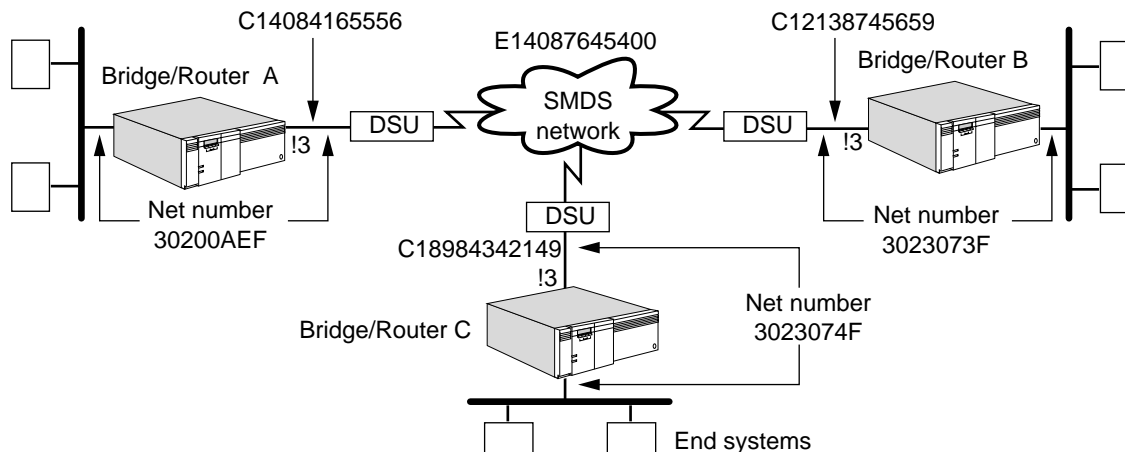 C14084165556
C12138745659
E14087645400
Bridge/Router A
Bridge/Router B
SMDS
network
DSU
DSU
!3
!3
Net number
30200AEF
Net number
3023073F
DSU
C18984342149
!3
Net number
3023074F
Bridge/Router C
End systems